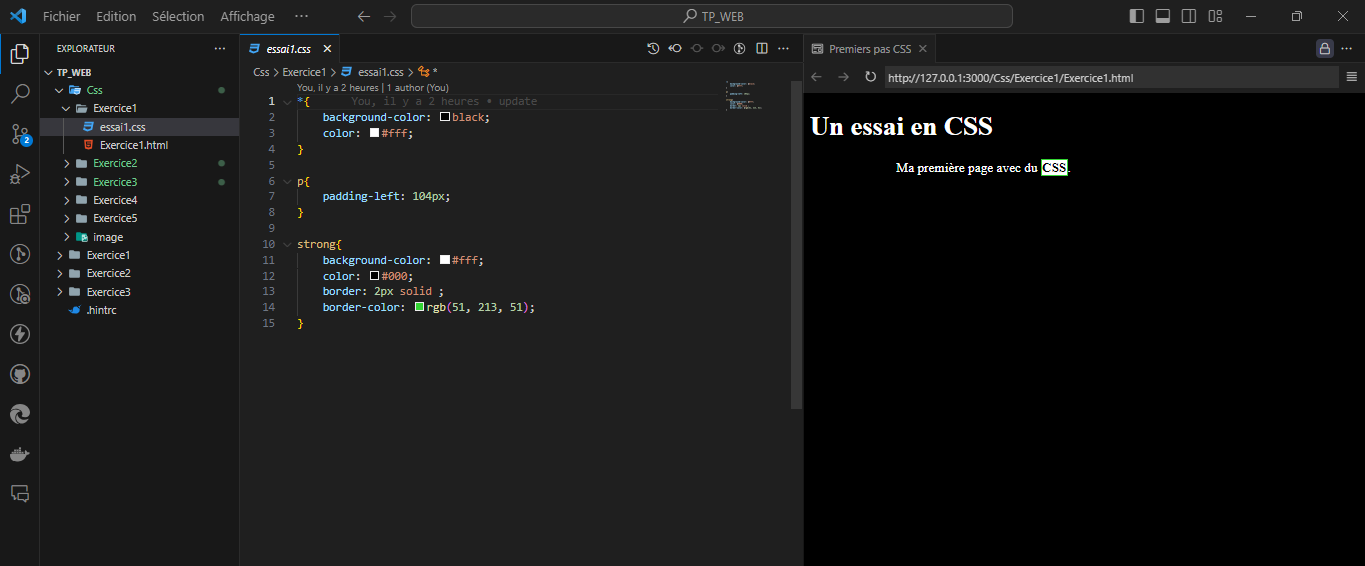 Fichier Edition Sélection Affichage ··· TP_WEB
EXPLORATEUR ···
TP_WEB
Css
Exercice1
essai1.css
Exercice1.html
Exercice2
Exercice3
Exercice4
Exercice5
image
Exercice1
Exercice2
Exercice3
.hintrc
2
essai1.css
Css > Exercice1 > essai1.css > *
You, il y a 2 heures | 1 author (You)
1 *{ You, il y a 2 heures • update
2 background-color: black;
3 color: #fff;
4 }
5
6 p{
7 padding-left: 104px;
8 }
9
10 strong{
11 background-color: #fff;
12 color: #000;
13 border: 2px solid ;
14 border-color: rgb(51, 213, 51);
15 }
Premiers pas CSS
http://127.0.0.1:3000/Css/Exercice1/Exercice1.html
Un essai en CSS
Ma première page avec du CSS.